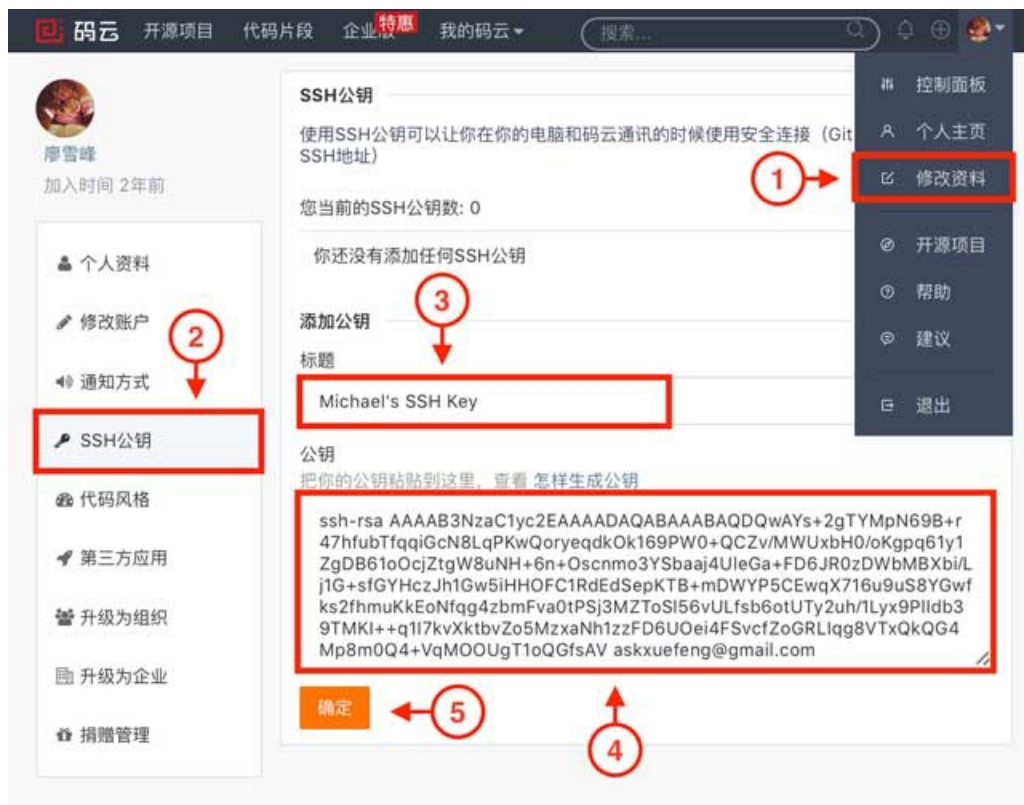 码云 开源项目 代码片段 企业版 特惠 我的码云 搜索...
控制面板
个人主页
修改资料
开源项目
帮助
建议
退出
廖雪峰
加入时间 2年前
个人资料
修改账户
通知方式
SSH公钥
代码风格
第三方应用
升级为组织
升级为企业
捐赠管理
SSH公钥
使用SSH公钥可以让你在你的电脑和码云通讯的时候使用安全连接（Git
SSH地址）
您当前的SSH公钥数: 0
你还没有添加任何SSH公钥
添加公钥
标题
Michael's SSH Key
公钥
把你的公钥粘贴到这里，查看 怎样生成公钥
ssh-rsa AAAAB3NzaC1yc2EAAAADAQABAAABAQDQwAYs+2gTYMpN69B+r
47hfubTfqqiGcN8LqPKwQoryeqdkOk169PW0+QCZv/MWUxbH0/oKgpq61y1
ZgDB61oOcjZtgW8uNH+6n+Oscnmo3YSbaaj4UleGa+FD6JR0zDWbMBXbi/L
j1G+sfGYHczJh1Gw5iHHOFC1RdEdSepKTB+mDWYP5CEwqX716u9uS8YGwf
ks2fhmuKkEoNfqg4zbmFva0tPSj3MZToSI56vULfsb6otUTy2uh/1Lyx9PIIdb3
9TMKI++q1I7kvXktbvZo5MzxaNh1zzFD6UOei4FSvcfZoGRLIqg8VTxQkQG4
Mp8m0Q4+VqMOOUgT1oQGfsAV askxuefeng@gmail.com
确定
1
2
3
4
5